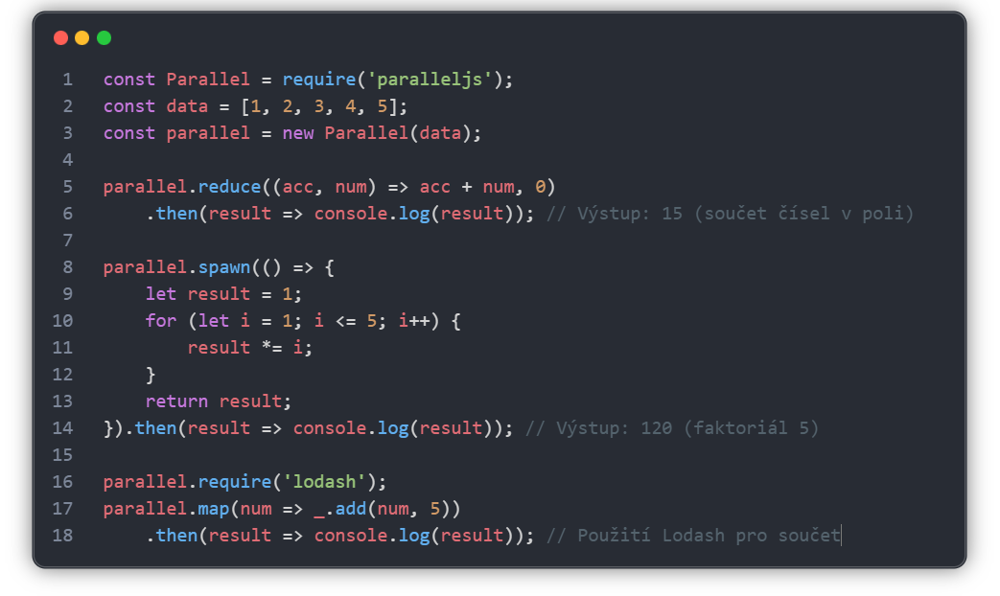 1 const Parallel = require('paralleljs');
2 const data = [1, 2, 3, 4, 5];
3 const parallel = new Parallel(data);
4
5 parallel.reduce((acc, num) => acc + num, 0)
6     .then(result => console.log(result)); // Výstup: 15 (součet čísel v poli)
7
8 parallel.spawn(() => {
9     let result = 1;
10     for (let i = 1; i <= 5; i++) {
11         result *= i;
12     }
13     return result;
14 }).then(result => console.log(result)); // Výstup: 120 (faktoriál 5)
15
16 parallel.require('lodash');
17 parallel.map(num => _.add(num, 5))
18     .then(result => console.log(result)); // Použití Lodash pro součet